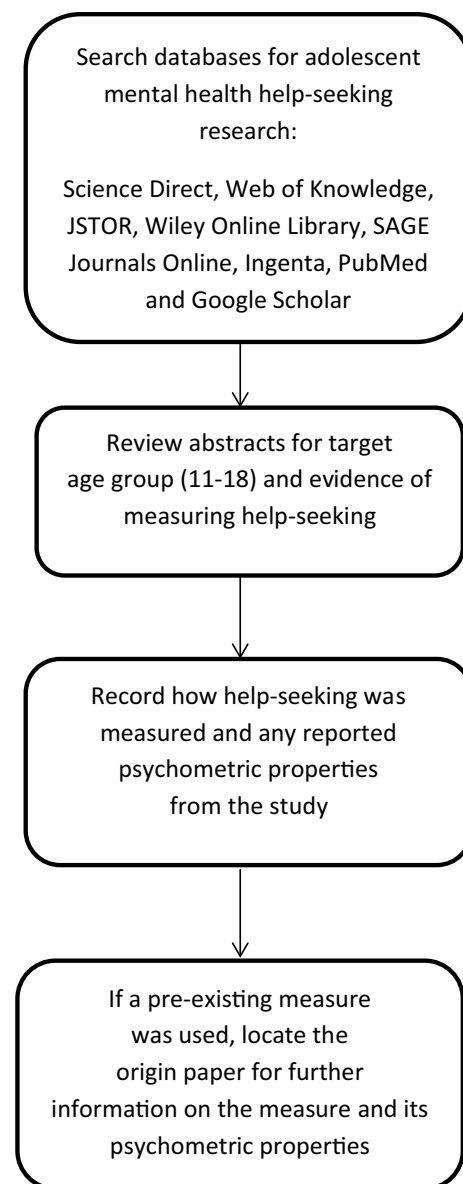 Search databases for adolescent
mental health help-seeking
research:
Science Direct, Web of Knowledge,
JSTOR, Wiley Online Library, SAGE
Journals Online, Ingenta, PubMed
and Google Scholar
Review abstracts for target
age group (11-18) and evidence of
measuring help-seeking
Record how help-seeking was
measured and any reported
psychometric properties
from the study
If a pre-existing measure
was used, locate the
origin paper for further
information on the measure and its
psychometric properties